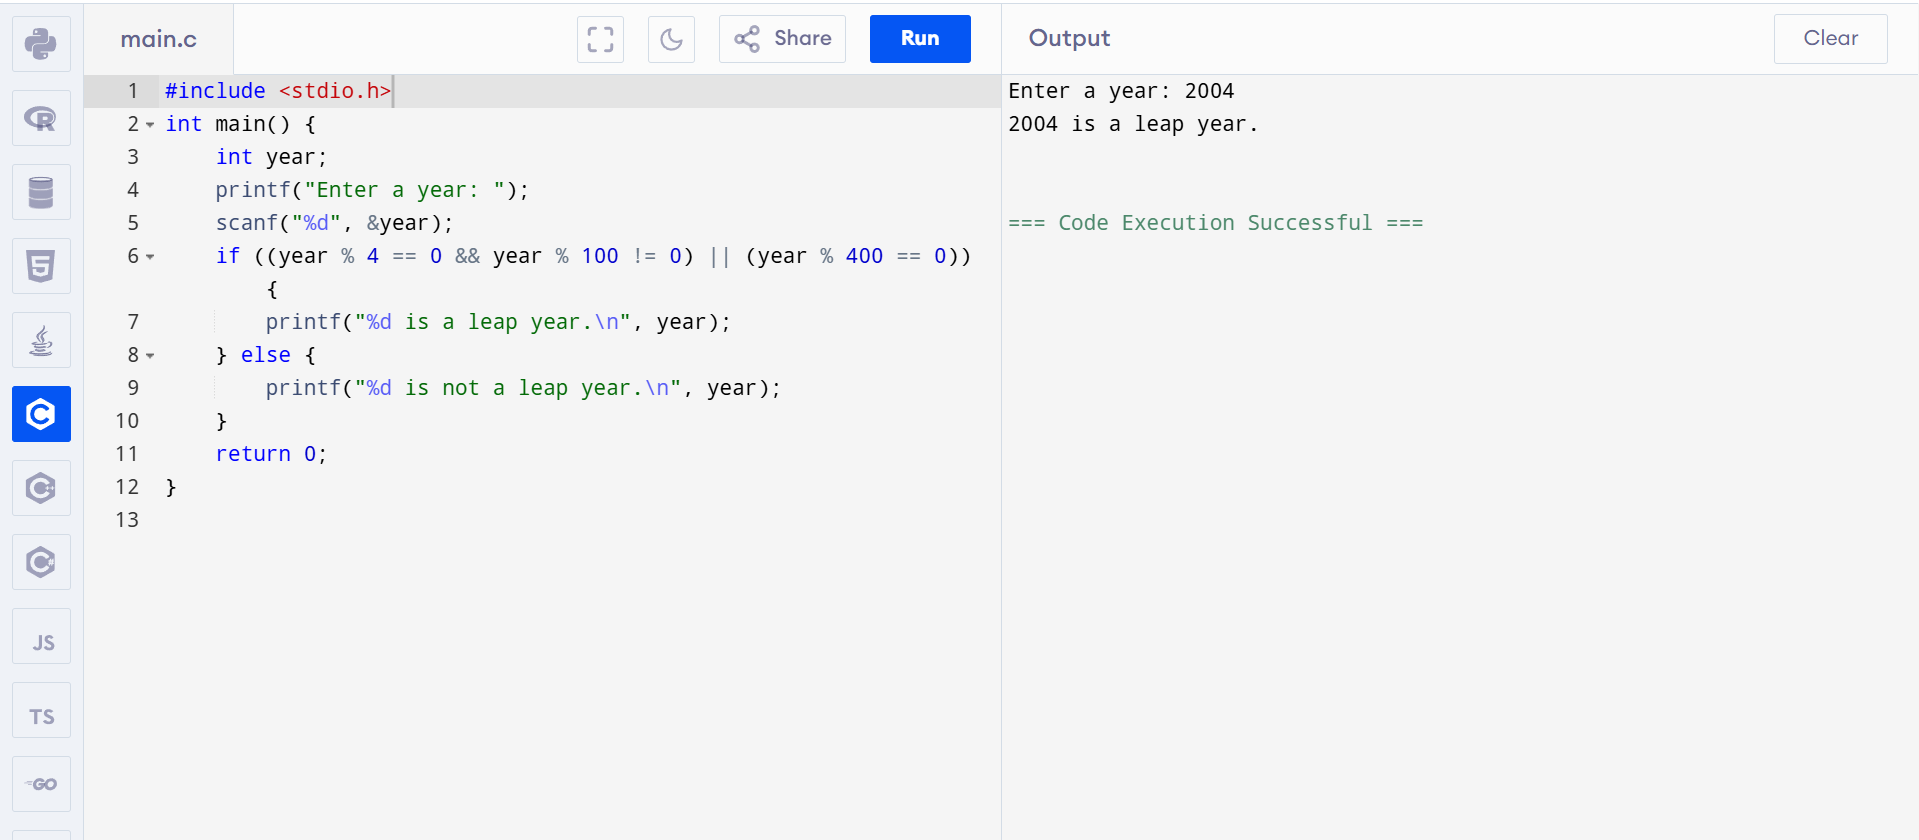 main.c
Share
Run
Output
Clear
1 #include <stdio.h>
2 int main() {
3     int year;
4     printf("Enter a year: ");
5     scanf("%d", &year);
6     if ((year % 4 == 0 && year % 100 != 0) || (year % 400 == 0))
        {
7         printf("%d is a leap year.\n", year);
8     } else {
9         printf("%d is not a leap year.\n", year);
10     }
11     return 0;
12 }
13
Enter a year: 2004
2004 is a leap year.
=== Code Execution Successful ===
R
5
C
C++
C#
JS
TS
GO